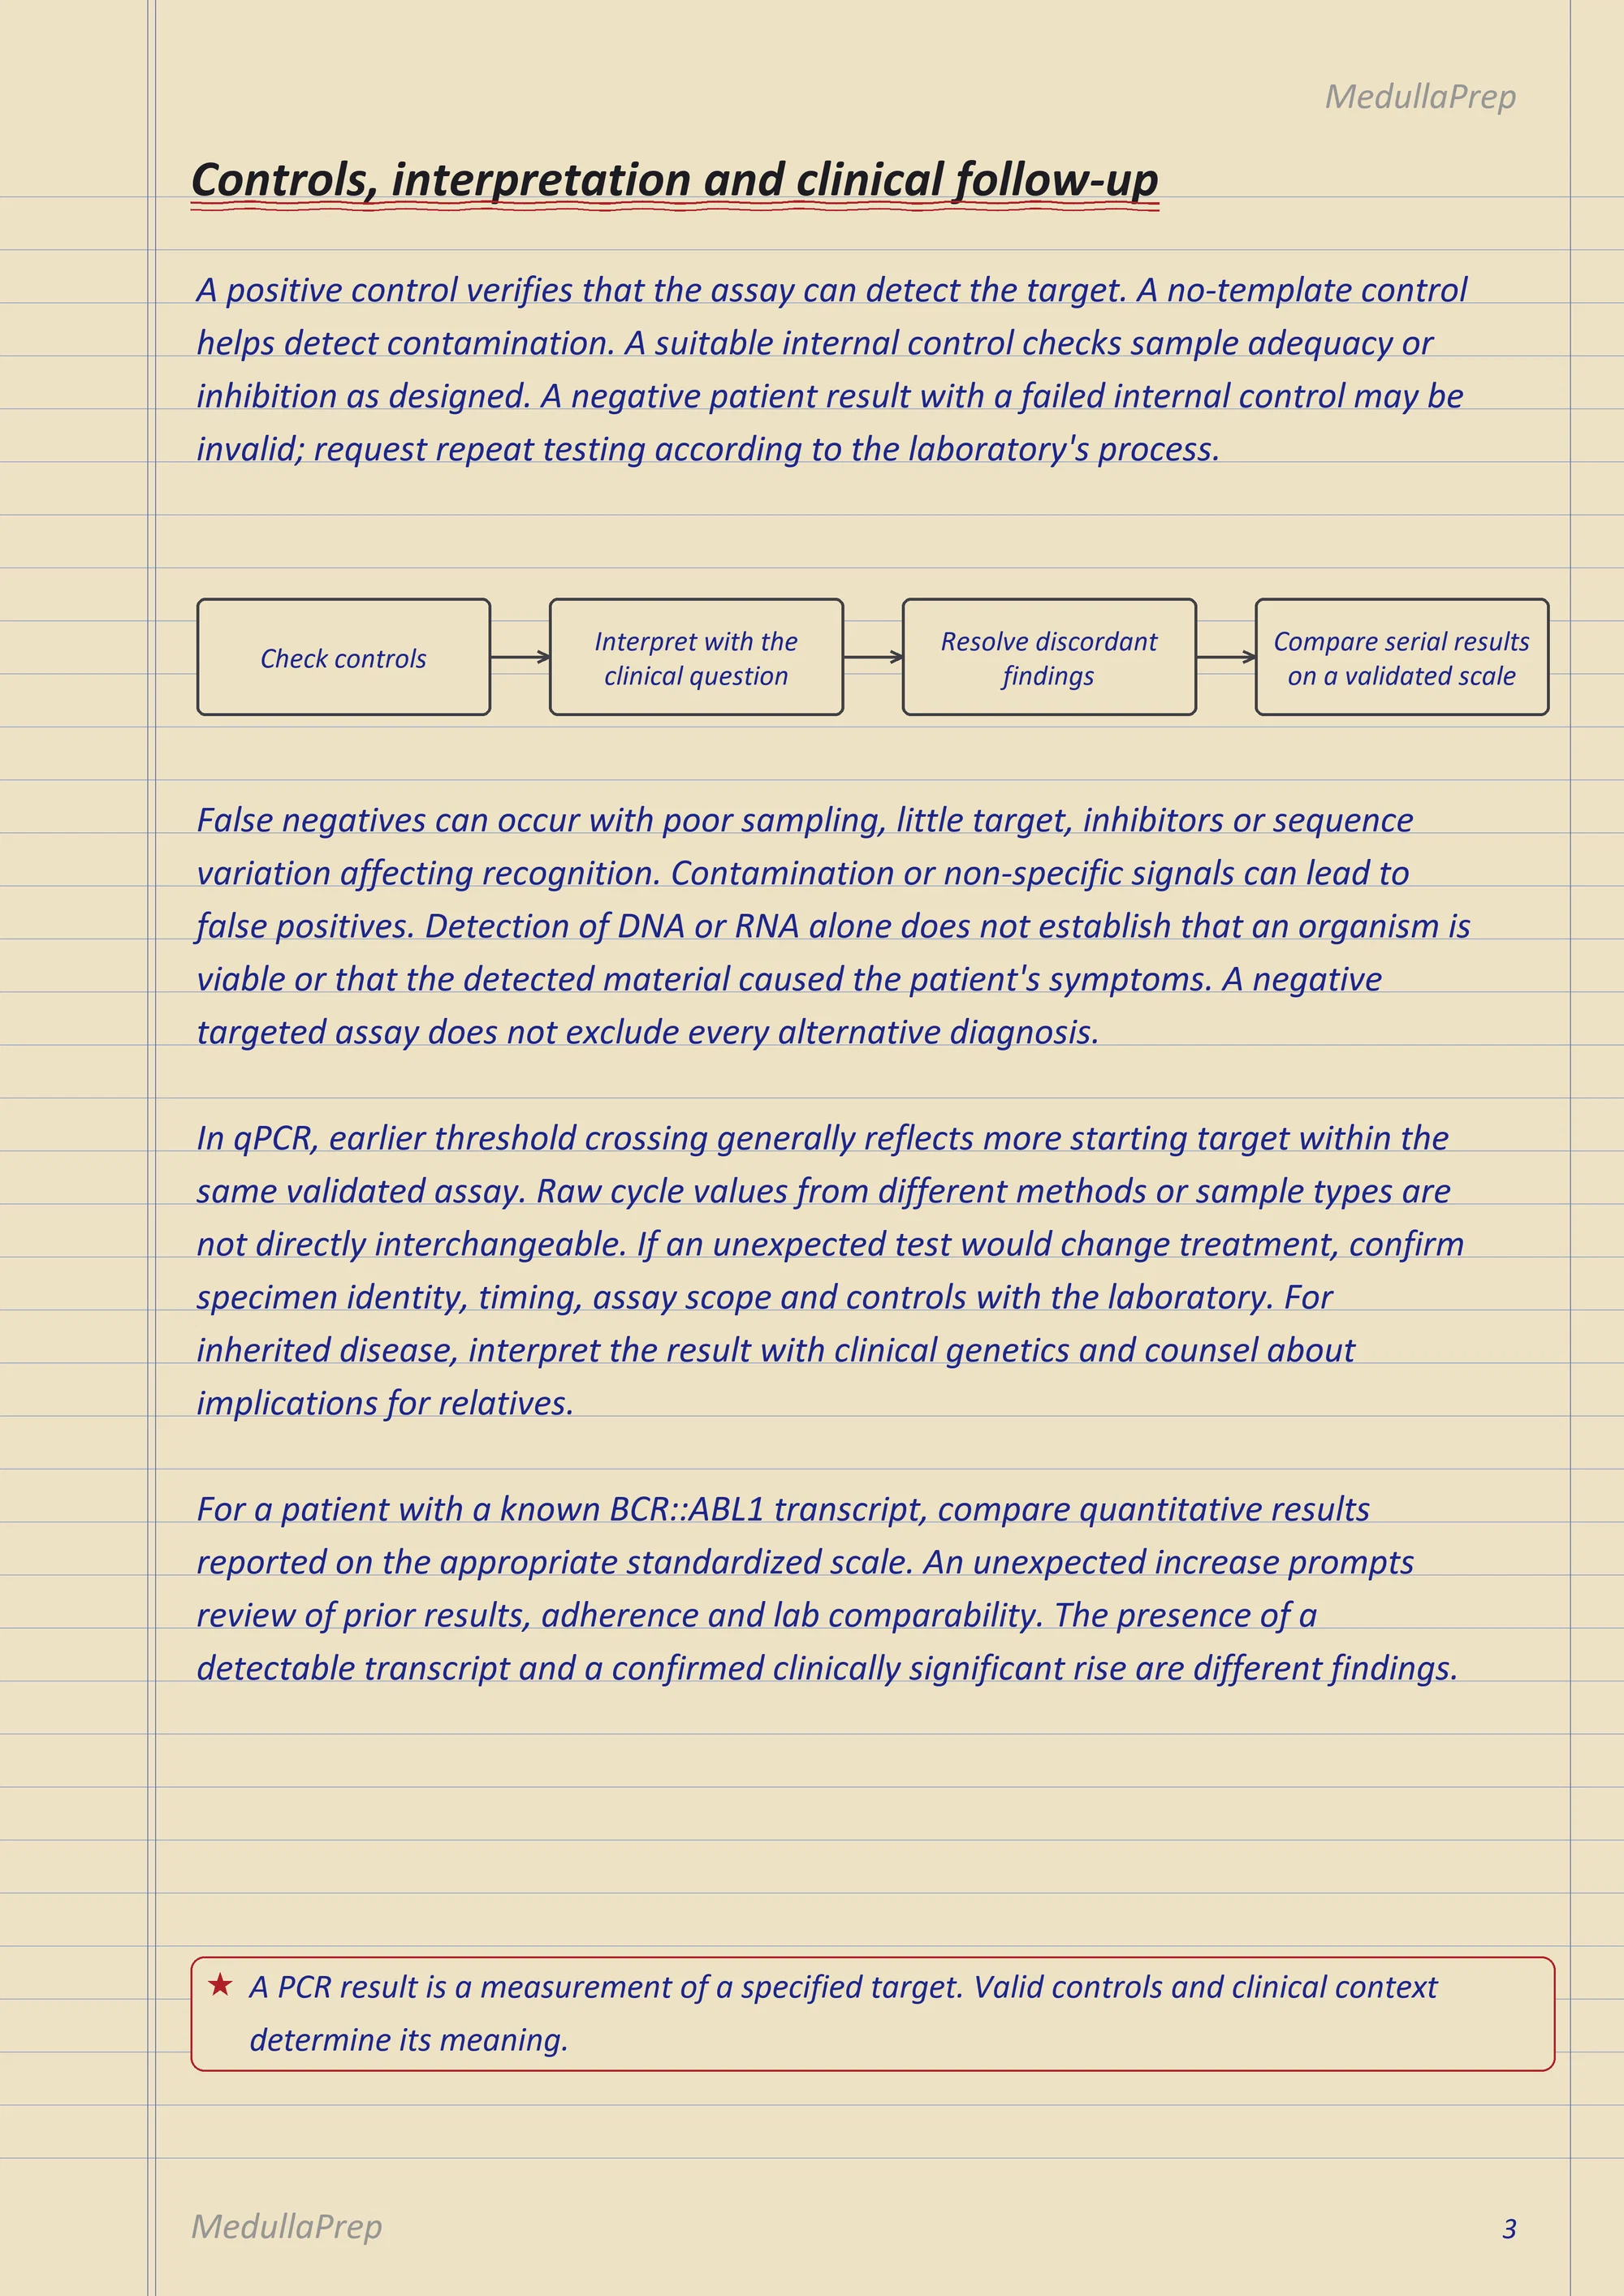 MedullaPrep
Controls, interpretation and clinical follow-up
A positive control verifies that the assay can detect the target. A no-template control
helps detect contamination. A suitable internal control checks sample adequacy or
inhibition as designed. A negative patient result with a failed internal control may be
invalid; request repeat testing according to the laboratory's process.
Check controls
Interpret with the
clinical question
Resolve discordant
findings
Compare serial results
on a validated scale
False negatives can occur with poor sampling, little target, inhibitors or sequence
variation affecting recognition. Contamination or non-specific signals can lead to
false positives. Detection of DNA or RNA alone does not establish that an organism is
viable or that the detected material caused the patient's symptoms. A negative
targeted assay does not exclude every alternative diagnosis.
In qPCR, earlier threshold crossing generally reflects more starting target within the
same validated assay. Raw cycle values from different methods or sample types are
not directly interchangeable. If an unexpected test would change treatment, confirm
specimen identity, timing, assay scope and controls with the laboratory. For
inherited disease, interpret the result with clinical genetics and counsel about
implications for relatives.
For a patient with a known BCR::ABL1 transcript, compare quantitative results
reported on the appropriate standardized scale. An unexpected increase prompts
review of prior results, adherence and lab comparability. The presence of a
detectable transcript and a confirmed clinically significant rise are different findings.
★ A PCR result is a measurement of a specified target. Valid controls and clinical context
determine its meaning.
MedullaPrep
3